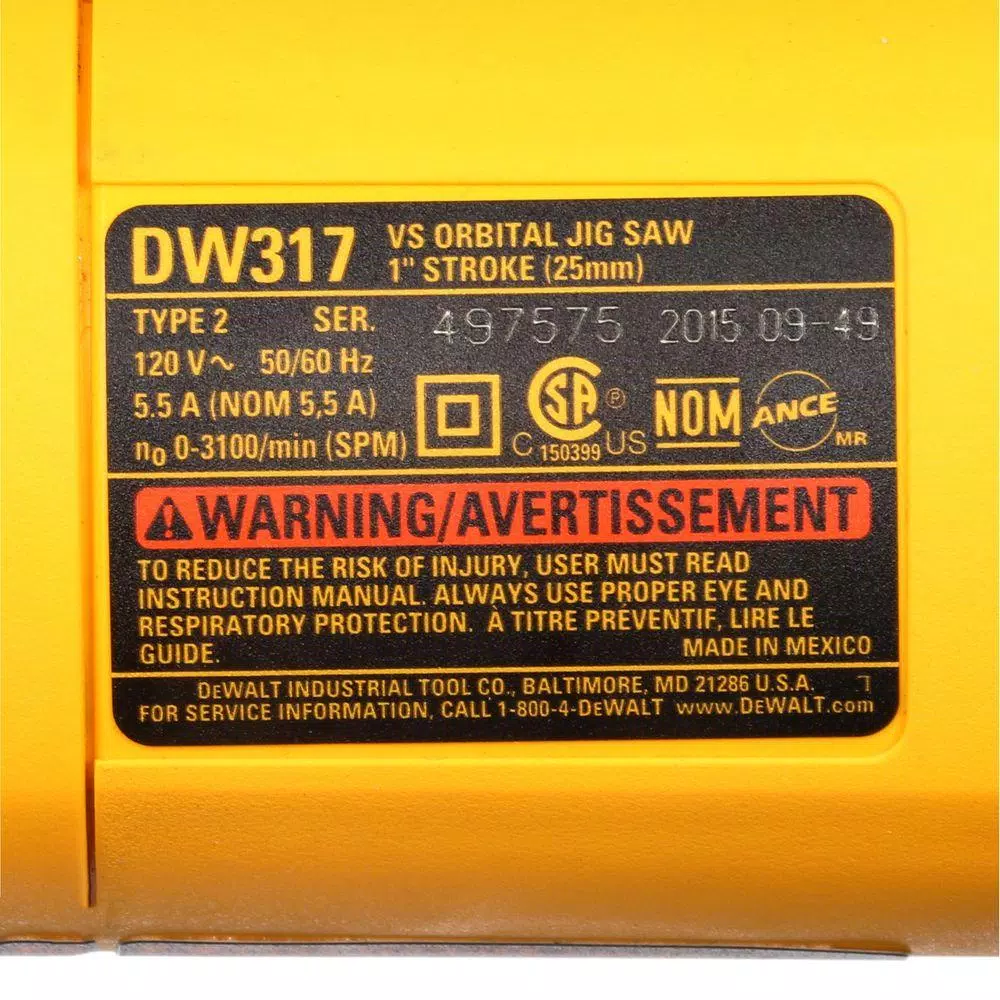 DW317 VS ORBITAL JIG SAW
1" STROKE (25mm)
TYPE 2 SER. 497575 2015 09-49
120 V~ 50/60 Hz
5.5 A (NOM 5,5 A)
n₀ 0-3100/min (SPM)
CSA ®
C 150399 US
NOM
ANCE
MR
WARNING/AVERTISSEMENT
TO REDUCE THE RISK OF INJURY, USER MUST READ
INSTRUCTION MANUAL. ALWAYS USE PROPER EYE AND
RESPIRATORY PROTECTION. À TITRE PRÉVENTIF, LIRE LE
GUIDE. MADE IN MEXICO
DEWALT INDUSTRIAL TOOL CO., BALTIMORE, MD 21286 U.S.A. 7
FOR SERVICE INFORMATION, CALL 1-800-4-DEWALT www.DEWALT.com